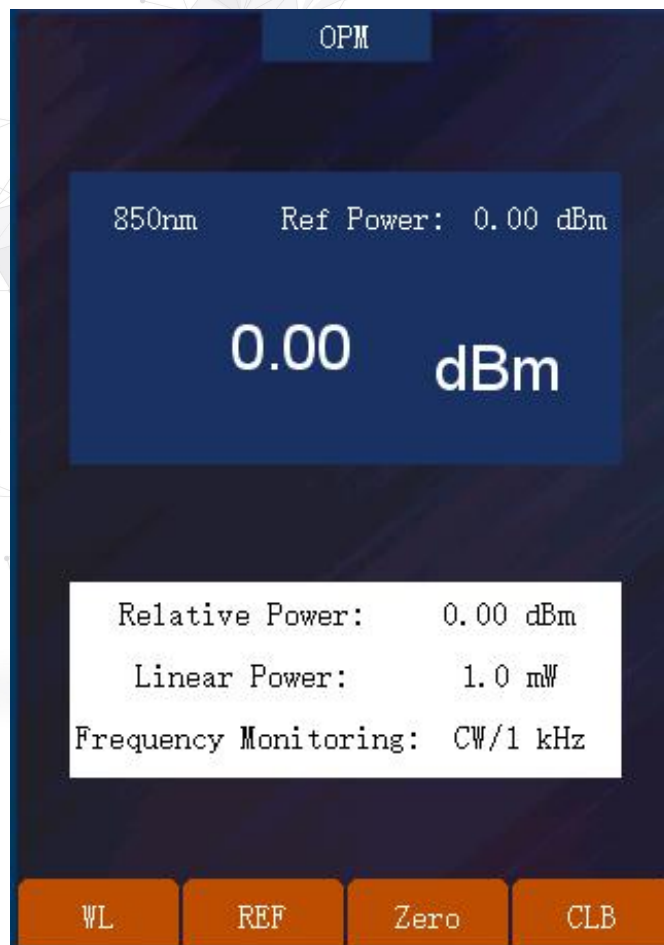 OPM
850nm Ref Power: 0.00 dBm
0.00 dBm
Relative Power: 0.00 dBm
Linear Power: 1.0 mW
Frequency Monitoring: CW/1 kHz
WL REF Zero CLB